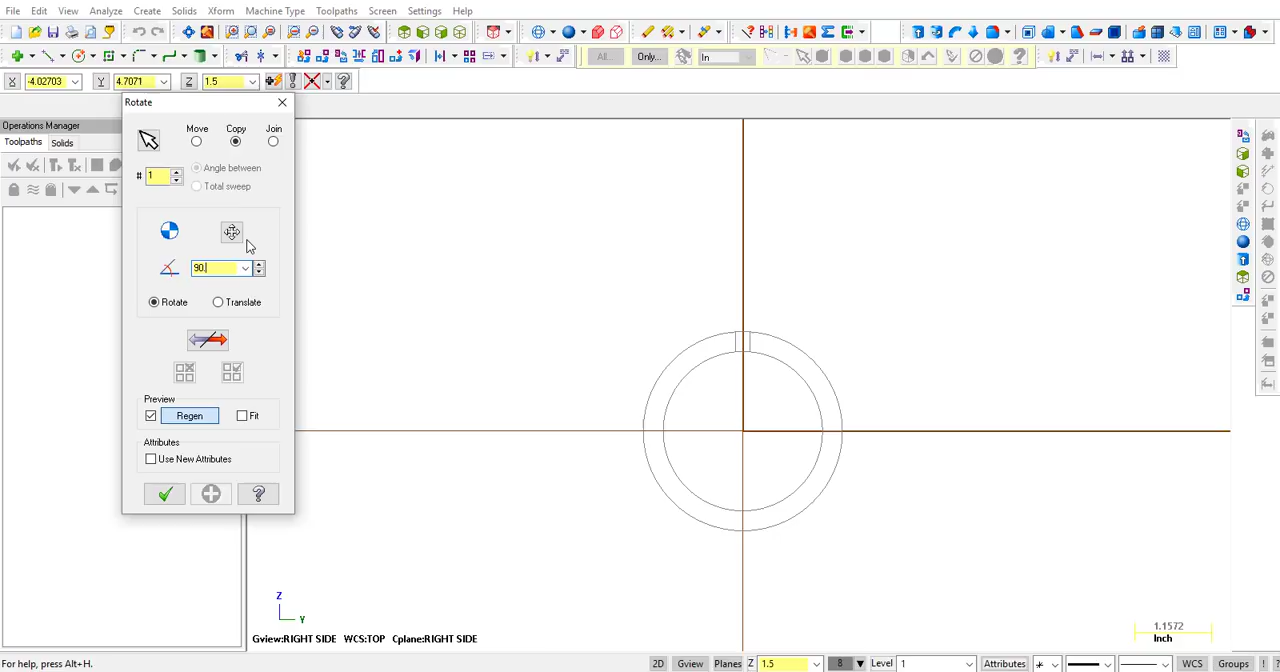 File Edit View Analyze Create Solids Xform Machine Type Toolpaths Screen Settings Help
All... Only... In
X -4.02703 Y 4.7071 Z 1.5
Rotate
Operations Manager
Toolpaths Solids
Move Copy Join
# 1 Angle between
Total sweep
90.
Rotate Translate
Preview
Regen Fit
Attributes
Use New Attributes
Z
Y
Gview:RIGHT SIDE WCS:TOP Cplane:RIGHT SIDE
1.1572
Inch
For help, press Alt+H.
2D Gview Planes Z 1.5 8 Level 1 Attributes WCS Groups